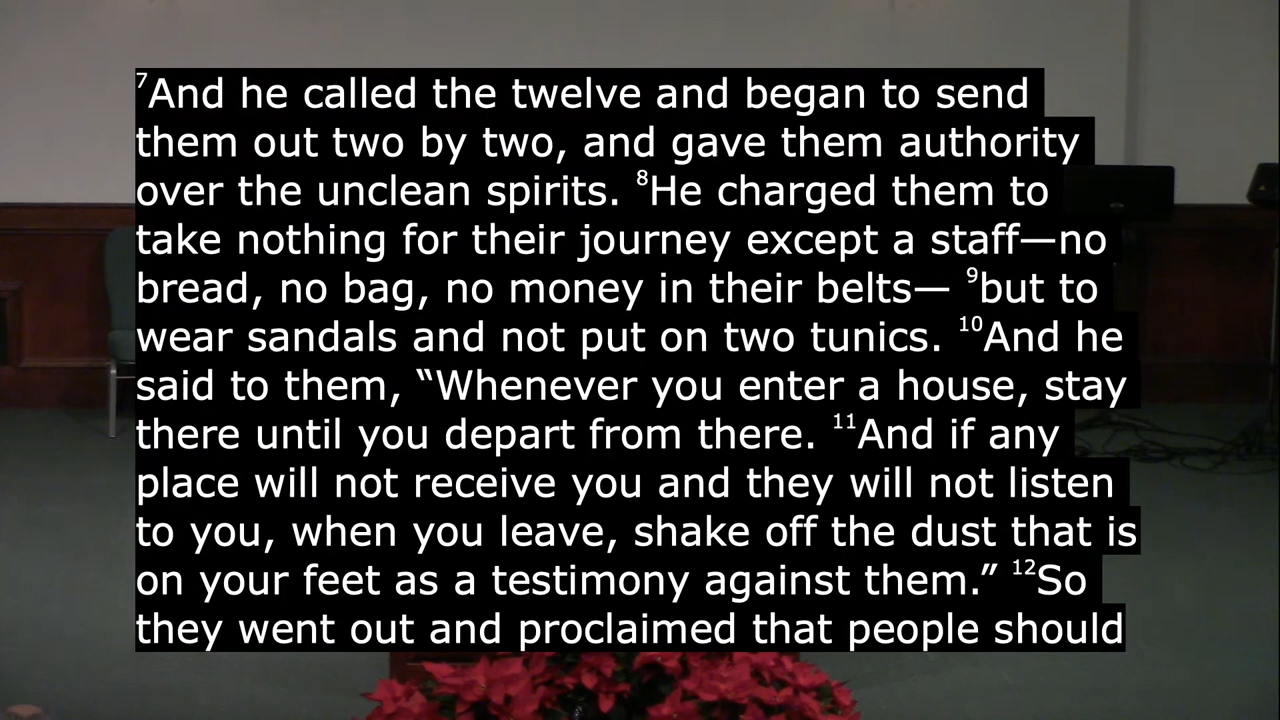 ⁷And he called the twelve and began to send
them out two by two, and gave them authority
over the unclean spirits. ⁸He charged them to
take nothing for their journey except a staff—no
bread, no bag, no money in their belts— ⁹but to
wear sandals and not put on two tunics. ¹⁰And he
said to them, “Whenever you enter a house, stay
there until you depart from there. ¹¹And if any
place will not receive you and they will not listen
to you, when you leave, shake off the dust that is
on your feet as a testimony against them.” ¹²So
they went out and proclaimed that people should